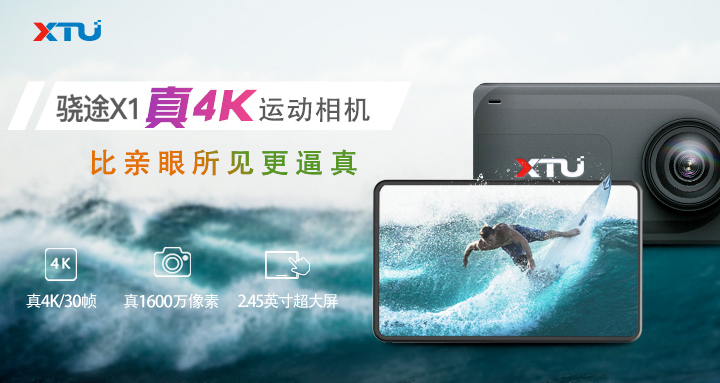 XTU
骁途X1 真4K 运动相机
比亲眼所见更逼真
XTU
4K
真4K/30帧
真1600万像素
2.45英寸超大屏